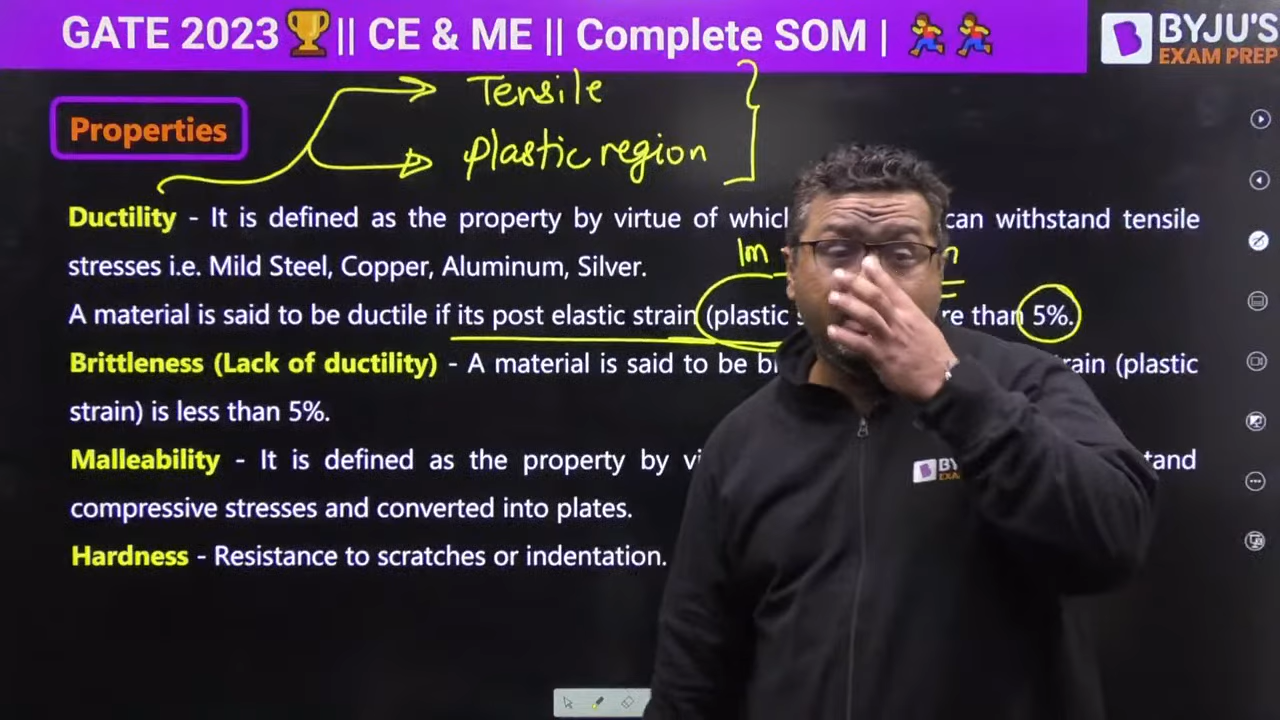 GATE 2023🏆|| CE & ME || Complete SOM | 🏃🏃
BYJU'S
EXAM PREP
Tensile
Properties
plastic region
Ductility - It is defined as the property by virtue of which can withstand tensile
1m
stresses i.e. Mild Steel, Copper, Aluminum, Silver.
A material is said to be ductile if its post elastic strain (plastic than 5%.
Brittleness (Lack of ductility) - A material is said to be (plastic
strain) is less than 5%.
Malleability - It is defined as the property by
compressive stresses and converted into plates.
Hardness - Resistance to scratches or indentation.